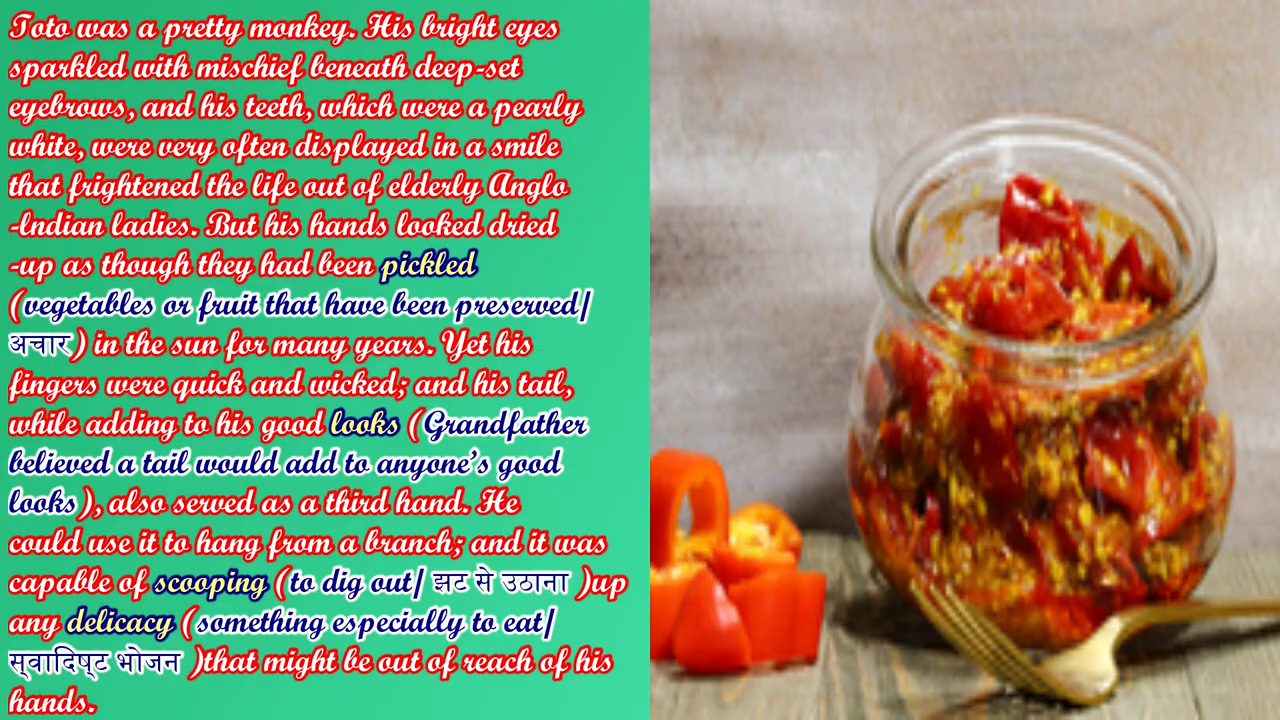 Toto was a pretty monkey. His bright eyes
sparkled with mischief beneath deep-set
eyebrows, and his teeth, which were a pearly
white, were very often displayed in a smile
that frightened the life out of elderly Anglo
-lndian ladies. But his hands looked dried
-up as though they had been pickled
(vegetables or fruit that have been preserved/
अचार) in the sun for many years. Yet his
fingers were quick and wicked; and his tail,
while adding to his good looks (Grandfather
believed a tail would add to anyone's good
looks), also served as a third hand. He
could use it to hang from a branch; and it was
capable of scooping (to dig out/ झट से उठाना )up
any delicacy (something especially to eat/
स्वादिष्ट भोजन )that might be out of reach of his
hands.